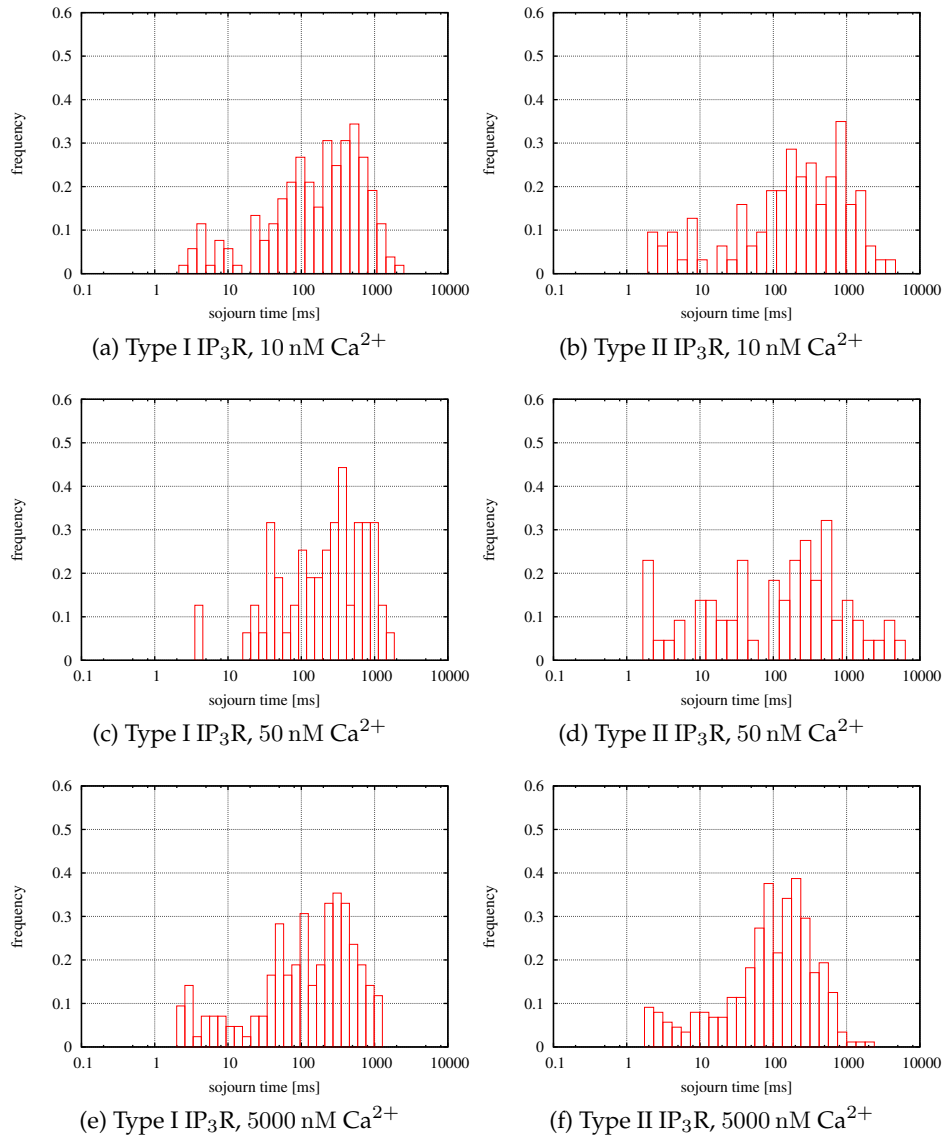 0.6 0.6
0.5 0.5
0.4 0.4
frequency frequency
0.3 0.3
0.2 0.2
0.1 0.1
0 0
0.1 1 10 100 1000 10000 0.1 1 10 100 1000 10000
sojourn time [ms] sojourn time [ms]
(a) Type I IP₃R, 10 nM Ca²⁺ (b) Type II IP₃R, 10 nM Ca²⁺
0.6 0.6
0.5 0.5
0.4 0.4
frequency frequency
0.3 0.3
0.2 0.2
0.1 0.1
0 0
0.1 1 10 100 1000 10000 0.1 1 10 100 1000 10000
sojourn time [ms] sojourn time [ms]
(c) Type I IP₃R, 50 nM Ca²⁺ (d) Type II IP₃R, 50 nM Ca²⁺
0.6 0.6
0.5 0.5
0.4 0.4
frequency frequency
0.3 0.3
0.2 0.2
0.1 0.1
0 0
0.1 1 10 100 1000 10000 0.1 1 10 100 1000 10000
sojourn time [ms] sojourn time [ms]
(e) Type I IP₃R, 5000 nM Ca²⁺ (f) Type II IP₃R, 5000 nM Ca²⁺